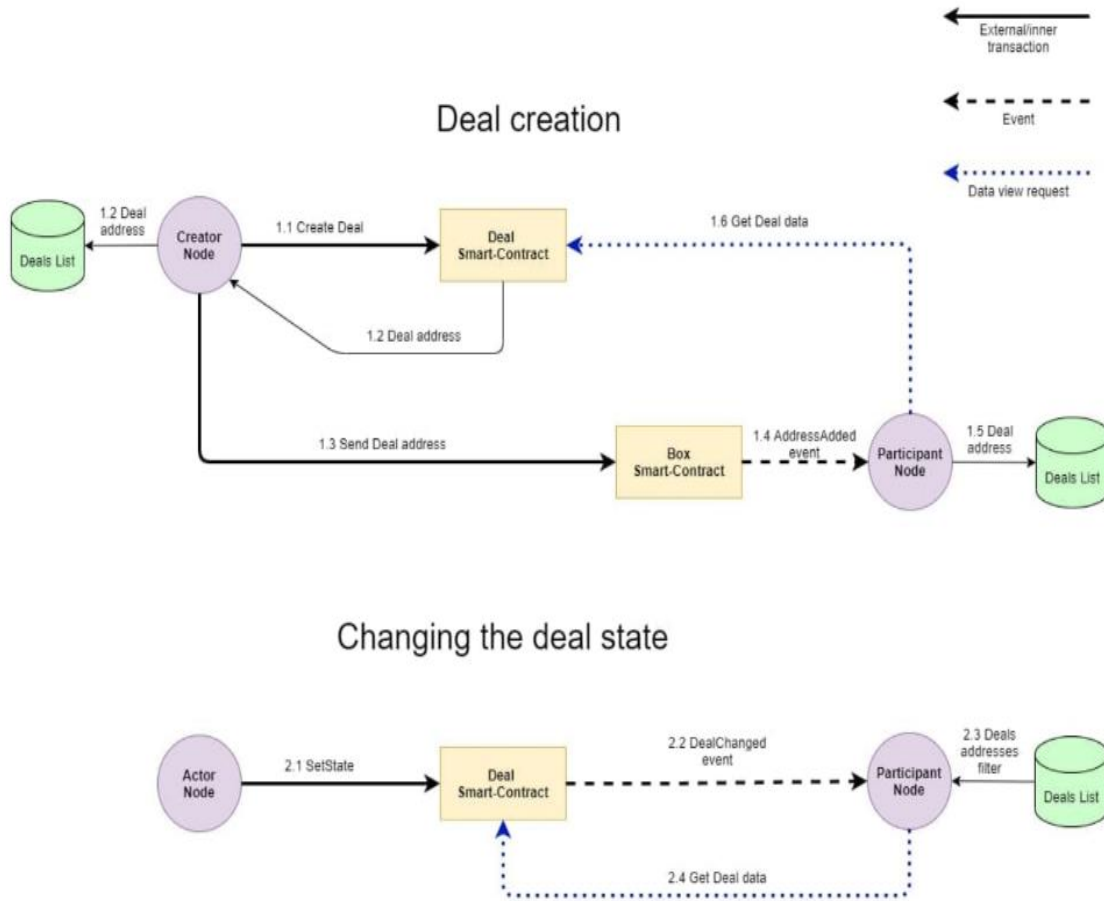 External/inner
transaction
Event
Data view request
Deal creation
1.2 Deal
address
Deals List
Creator
Node
1.1 Create Deal
Deal
Smart-Contract
1.6 Get Deal data
1.2 Deal address
1.3 Send Deal address
Box
Smart-Contract
1.4 AddressAdded
event
Participant
Node
1.5 Deal
address
Deals List
Changing the deal state
Actor
Node
2.1 SetState
Deal
Smart-Contract
2.2 DealChanged
event
Participant
Node
2.3 Deals
addresses
filter
Deals List
2.4 Get Deal data